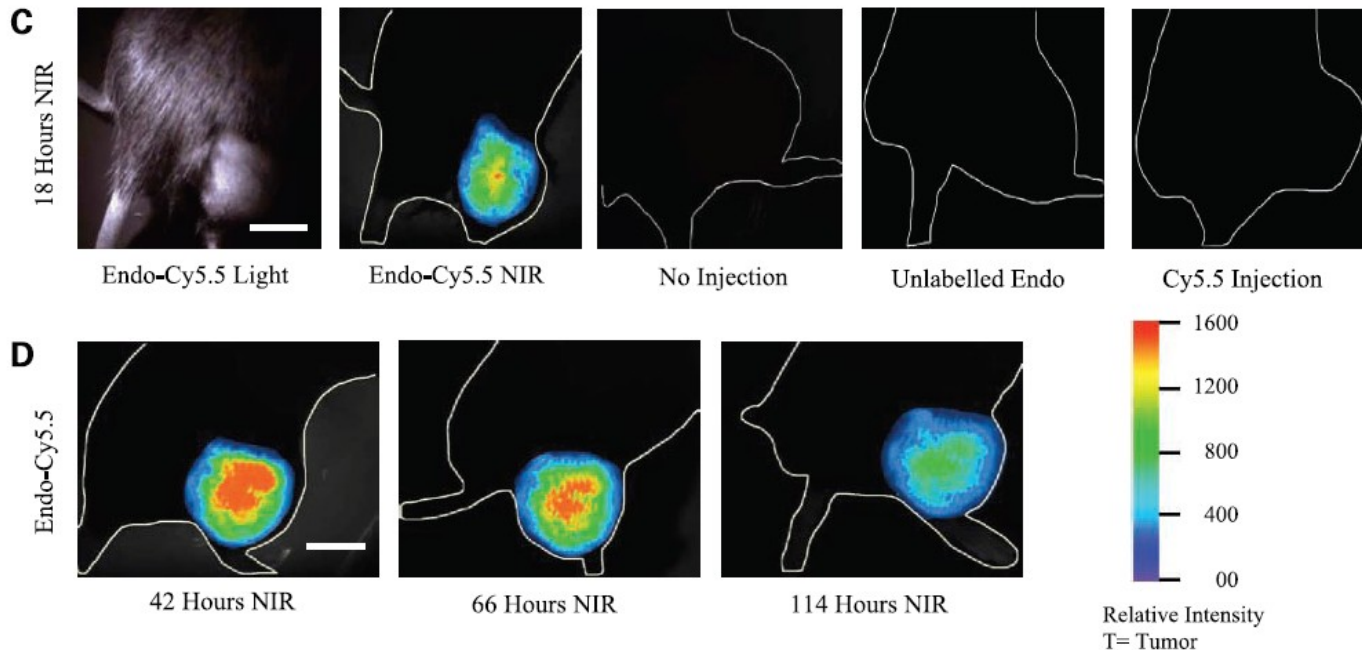 C
18 Hours NIR
Endo-Cy5.5 Light
Endo-Cy5.5 NIR
No Injection
Unlabelled Endo
Cy5.5 Injection
D
Endo-Cy5.5
42 Hours NIR
66 Hours NIR
114 Hours NIR
1600
1200
800
400
00
Relative Intensity
T= Tumor